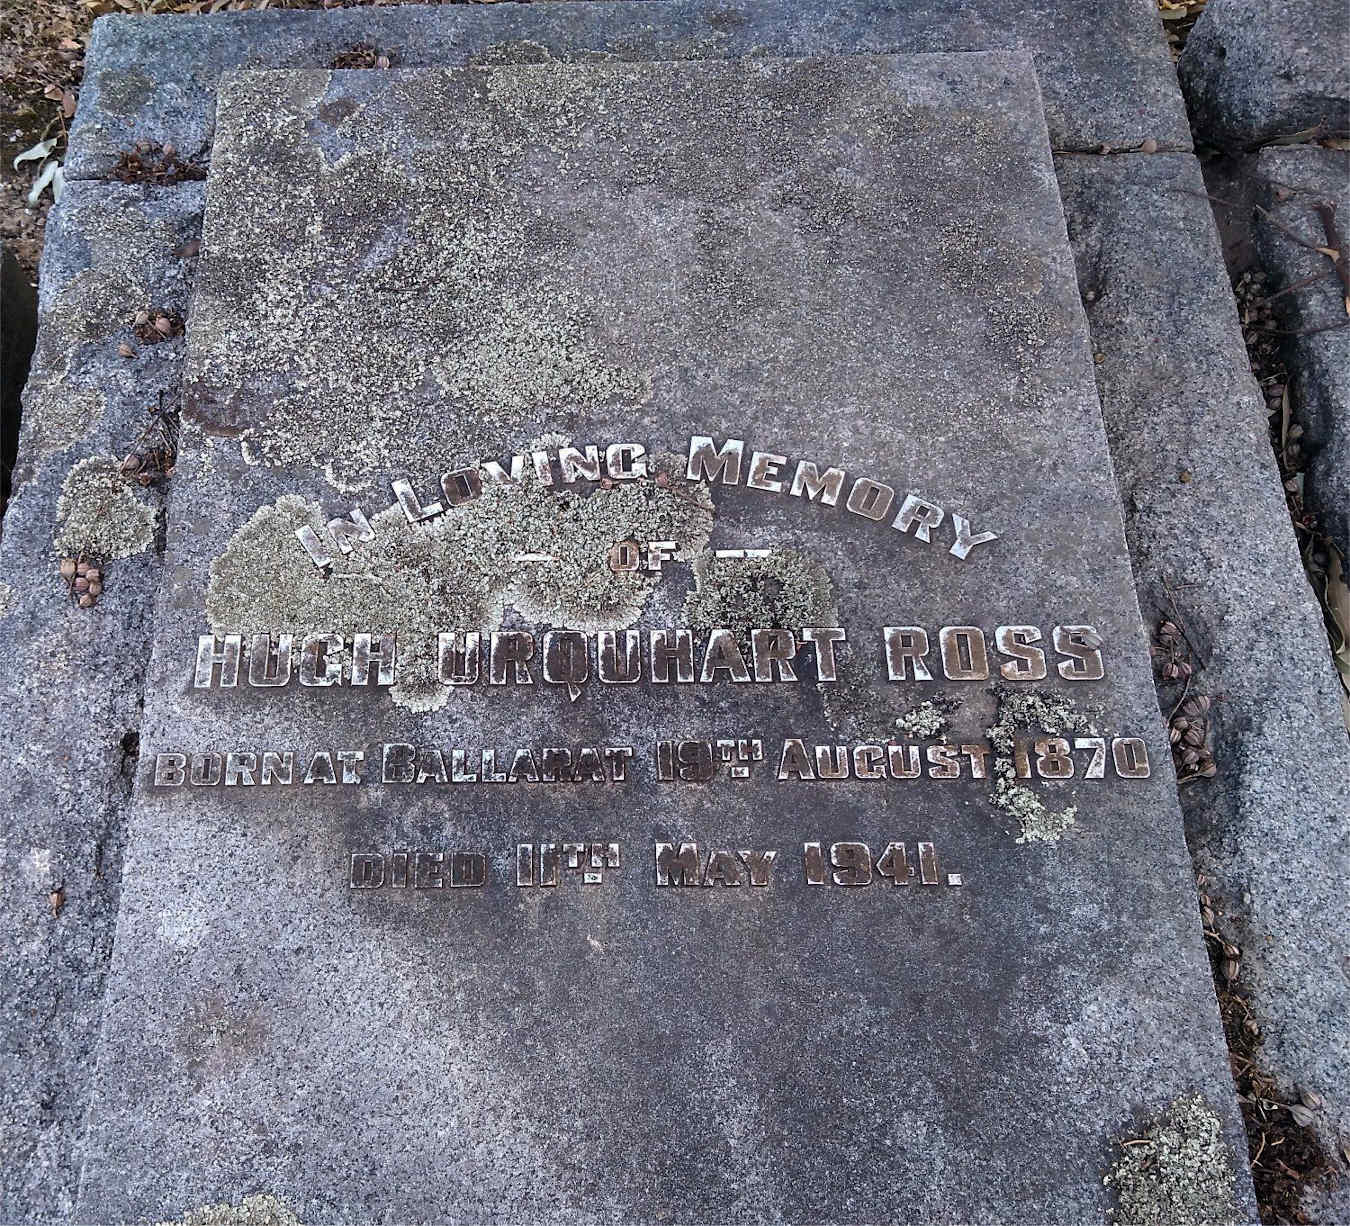 IN LOVING MEMORY
— OF —
HUGH URQUHART ROSS
BORN AT BALLARAT 19TH AUGUST 1870
DIED 11TH MAY 1941.